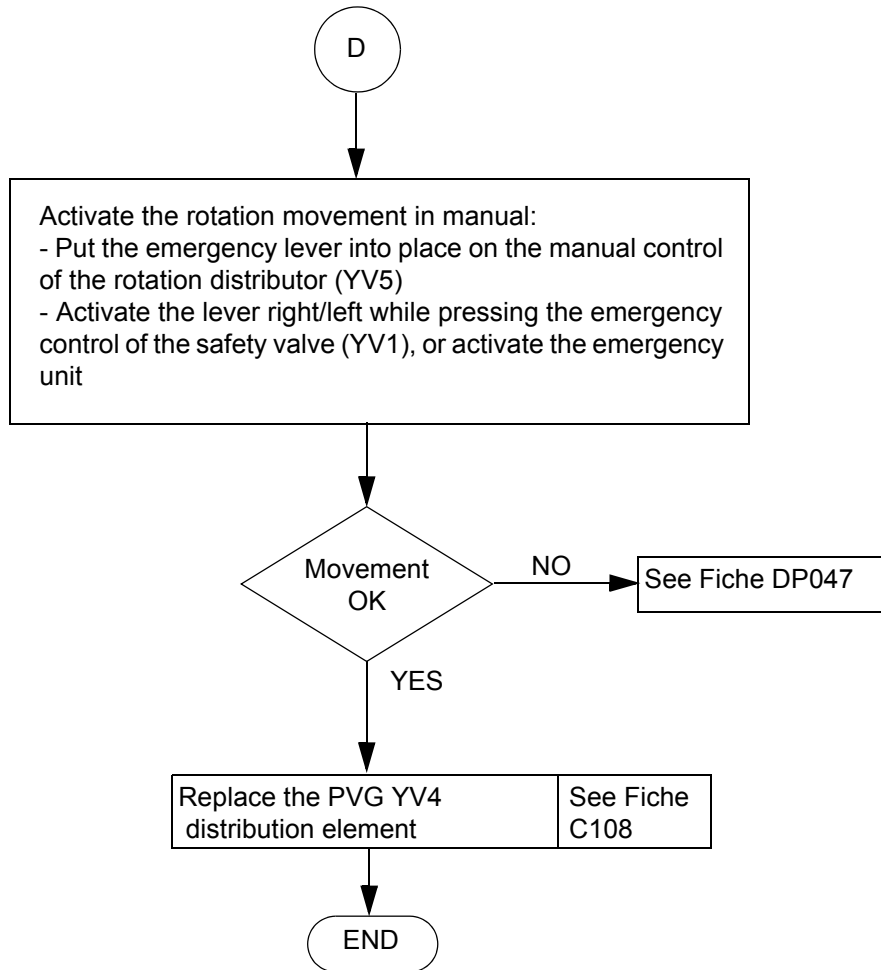 D
Activate the rotation movement in manual:
- Put the emergency lever into place on the manual control
of the rotation distributor (YV5)
- Activate the lever right/left while pressing the emergency
control of the safety valve (YV1), or activate the emergency
unit
Movement
OK
NO
See Fiche DP047
YES
Replace the PVG YV4
distribution element
See Fiche
C108
END